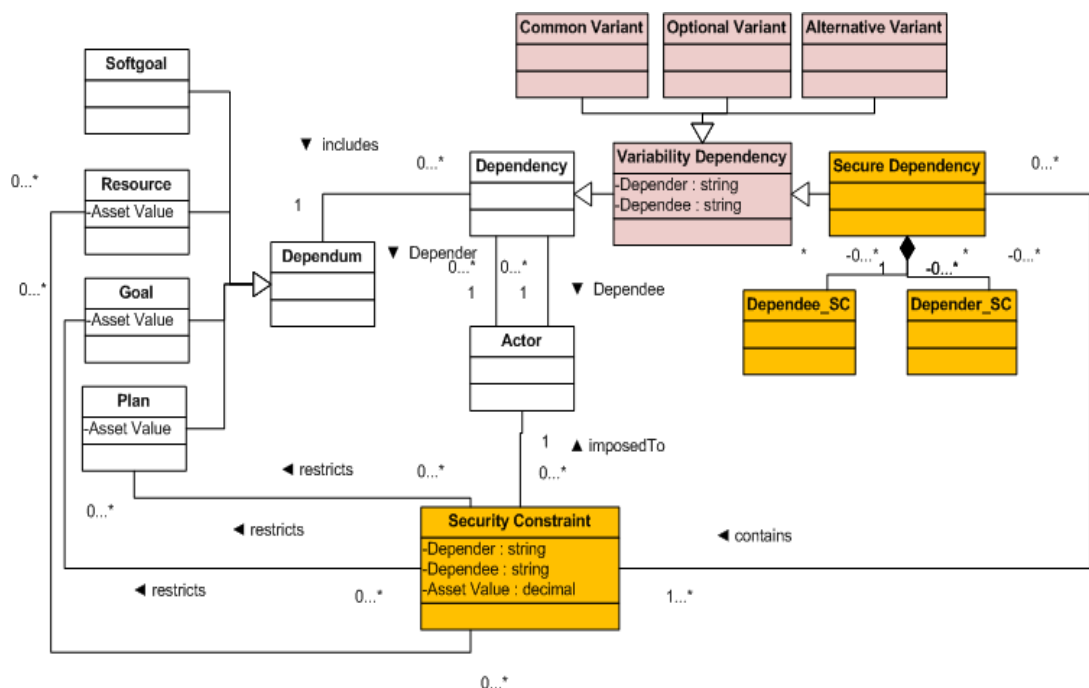 Common Variant
Optional Variant
Alternative Variant
Softgoal
▼ includes
0...*
Dependency
Variability Dependency
-Depender : string
-Dependee : string
Secure Dependency
0...*
0...*
Resource
-Asset Value
1
Dependum
▼ Depender
0...*
0...*
1
1
▼ Dependee
*
-0...*
1
-0...*
*
-0...*
0...*
Goal
-Asset Value
Dependee_SC
Depender_SC
Actor
Plan
-Asset Value
1
▲ imposedTo
◄ restricts
0...*
0...*
0...*
Security Constraint
-Depender : string
-Dependee : string
-Asset Value : decimal
◄ restricts
◄ contains
◄ restricts
0...*
1...*
0...*